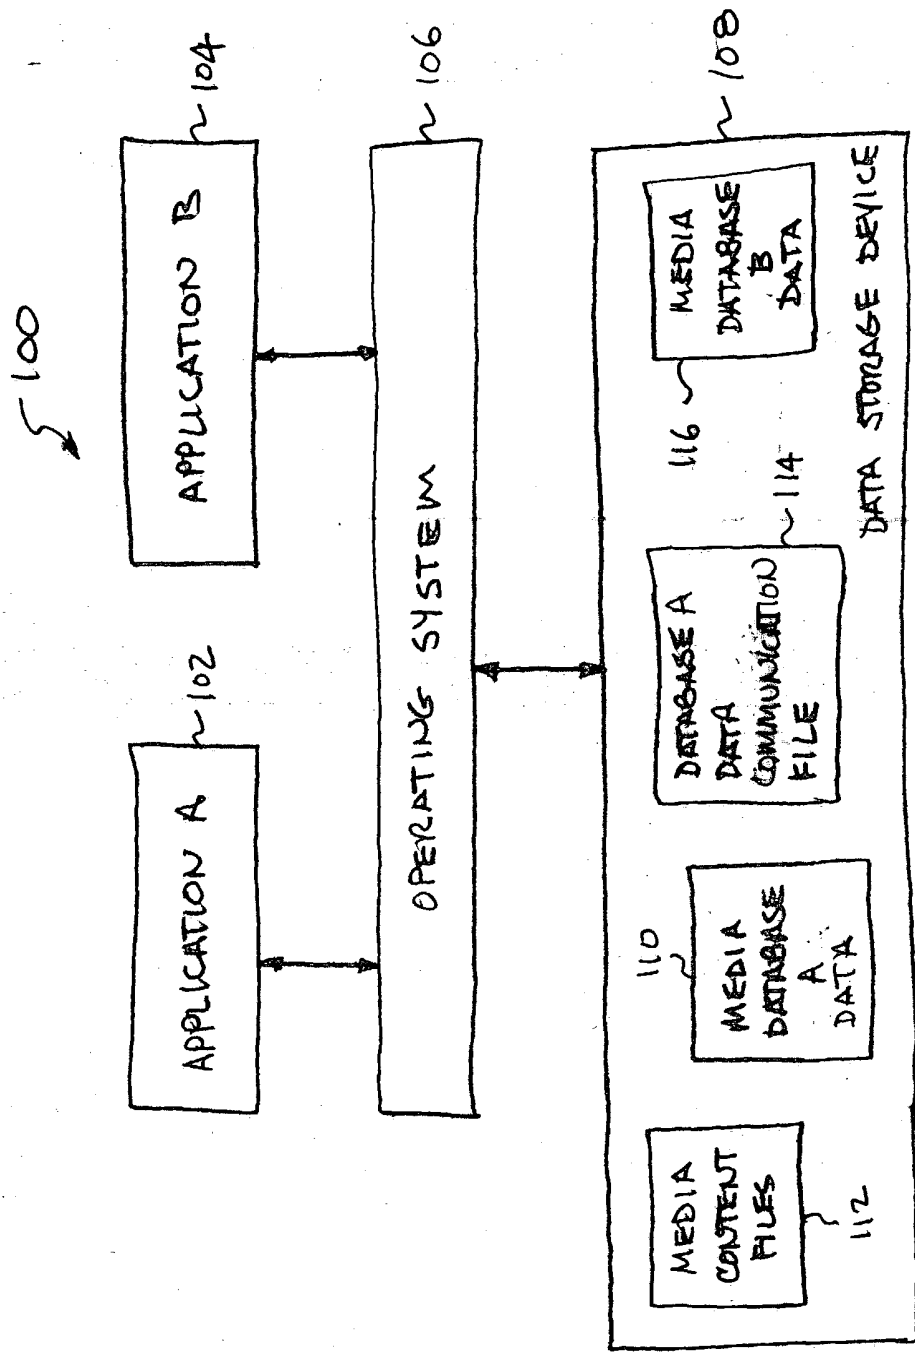 100
APPLICATION A
102
APPLICATION B
104
OPERATING SYSTEM
106
108
MEDIA
CONTENT
FILES
112
110
MEDIA
DATABASE
A
DATA
DATABASE A
DATA
COMMUNICATION
FILE
114
116
MEDIA
DATABASE
B
DATA
DATA STORAGE DEVICE